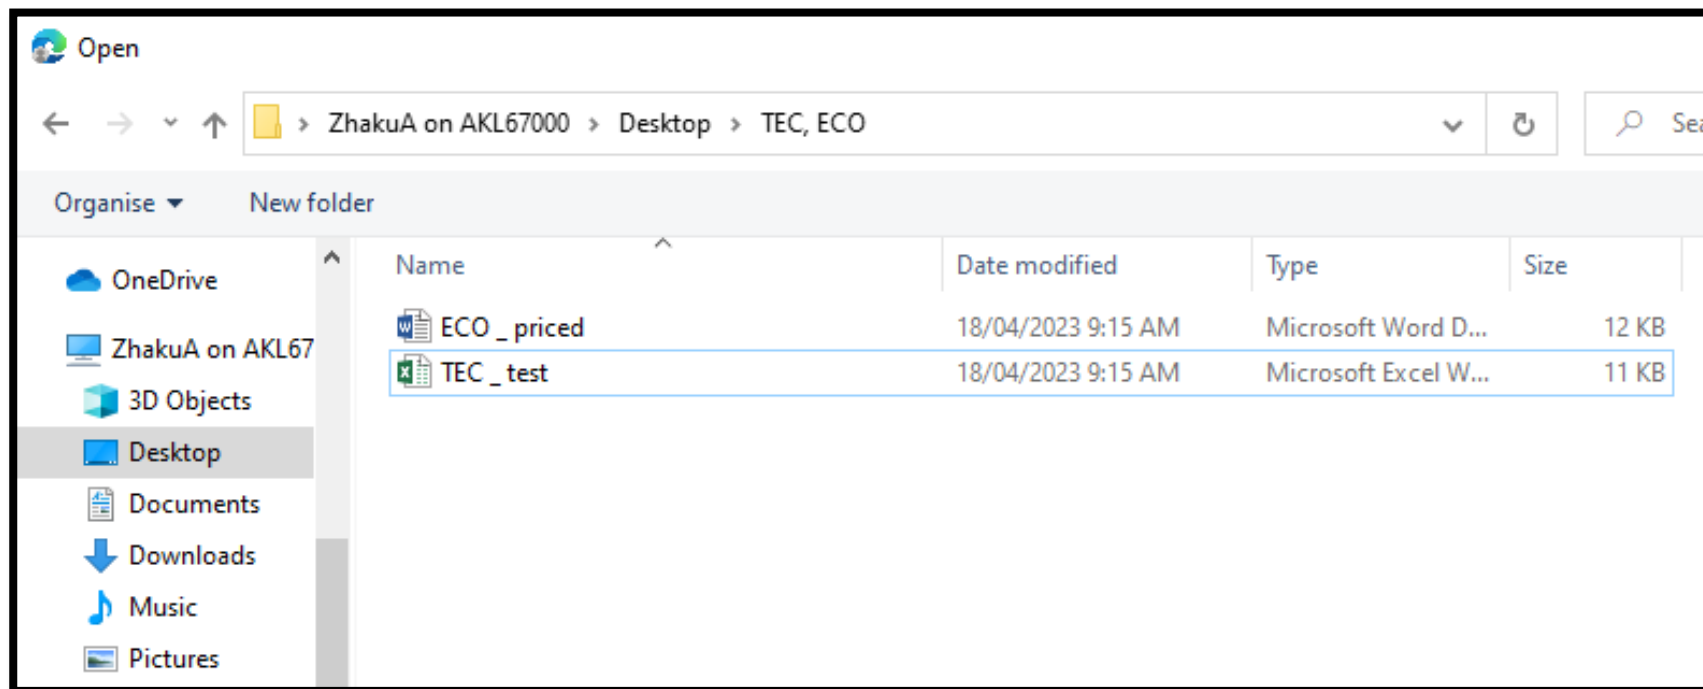 Open
ZhakuA on AKL67000 > Desktop > TEC, ECO
Sea
Organise New folder
Name Date modified Type Size
OneDrive
ZhakuA on AKL67
3D Objects
Desktop
Documents
Downloads
Music
Pictures
ECO _ priced 18/04/2023 9:15 AM Microsoft Word D... 12 KB
TEC _ test 18/04/2023 9:15 AM Microsoft Excel W... 11 KB